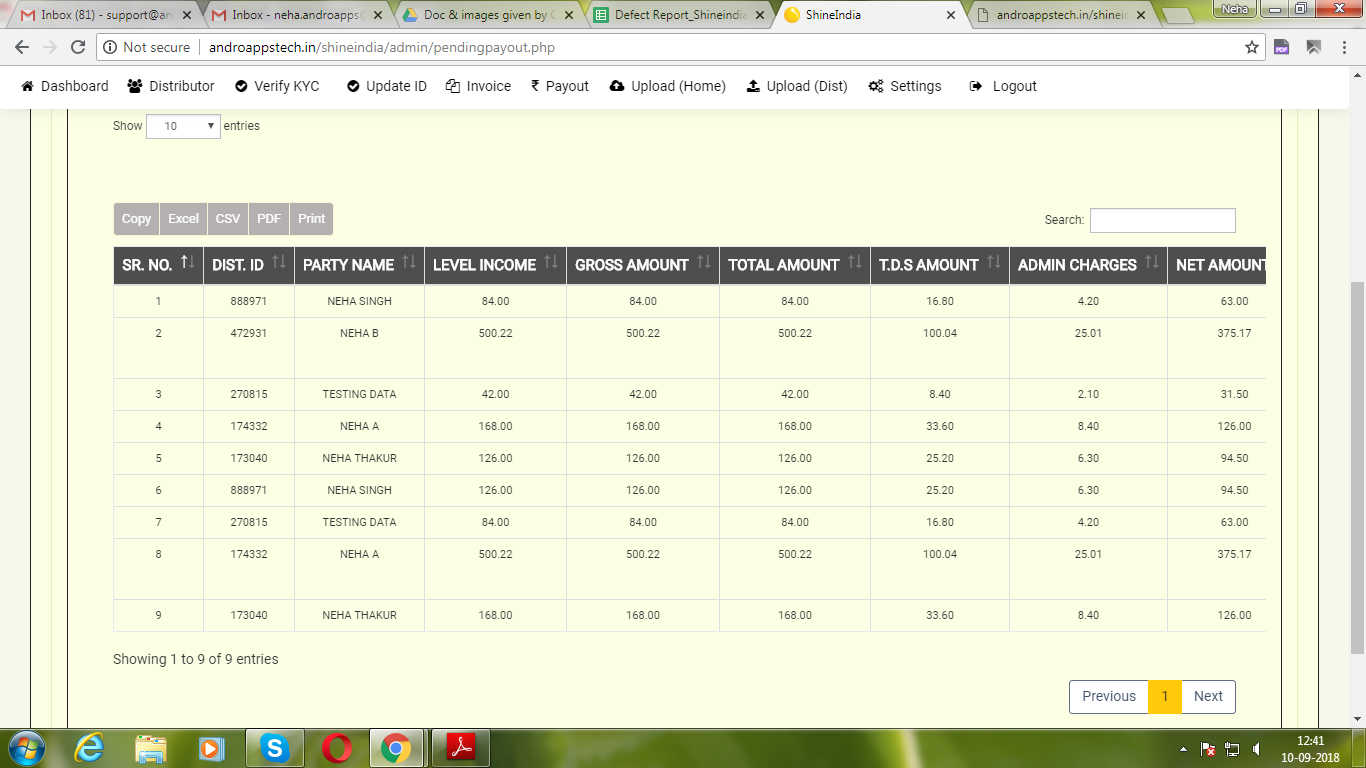 Inbox (81) - support@an
Inbox - neha.androapps@
Doc & images given by C
Defect Report_Shineindia
ShineIndia
androappstech.in/shinein
Neha
Not secure androappstech.in/shineindia/admin/pendingpayout.php
PDF
Dashboard Distributor Verify KYC Update ID Invoice ₹ Payout Upload (Home) Upload (Dist) Settings Logout
Show 10 entries
Copy Excel CSV PDF Print Search:
SR. NO. DIST. ID PARTY NAME LEVEL INCOME GROSS AMOUNT TOTAL AMOUNT T.D.S AMOUNT ADMIN CHARGES NET AMOUNT
1 888971 NEHA SINGH 84.00 84.00 84.00 16.80 4.20 63.00
2 472931 NEHA B 500.22 500.22 500.22 100.04 25.01 375.17
3 270815 TESTING DATA 42.00 42.00 42.00 8.40 2.10 31.50
4 174332 NEHA A 168.00 168.00 168.00 33.60 8.40 126.00
5 173040 NEHA THAKUR 126.00 126.00 126.00 25.20 6.30 94.50
6 888971 NEHA SINGH 126.00 126.00 126.00 25.20 6.30 94.50
7 270815 TESTING DATA 84.00 84.00 84.00 16.80 4.20 63.00
8 174332 NEHA A 500.22 500.22 500.22 100.04 25.01 375.17
9 173040 NEHA THAKUR 168.00 168.00 168.00 33.60 8.40 126.00
Showing 1 to 9 of 9 entries
Previous 1 Next
12:41
10-09-2018